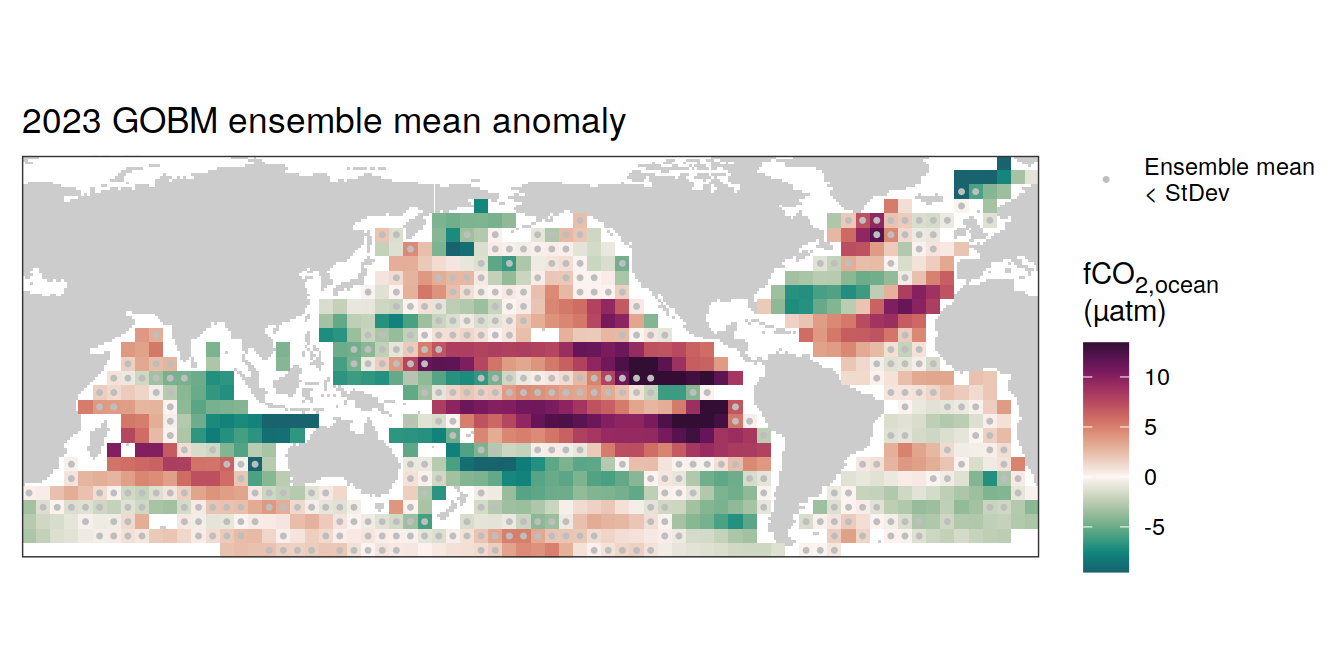 2023 GOBM ensemble mean anomaly
Ensemble mean
< StDev
fCO2,ocean
(µatm)
10
5
0
-5